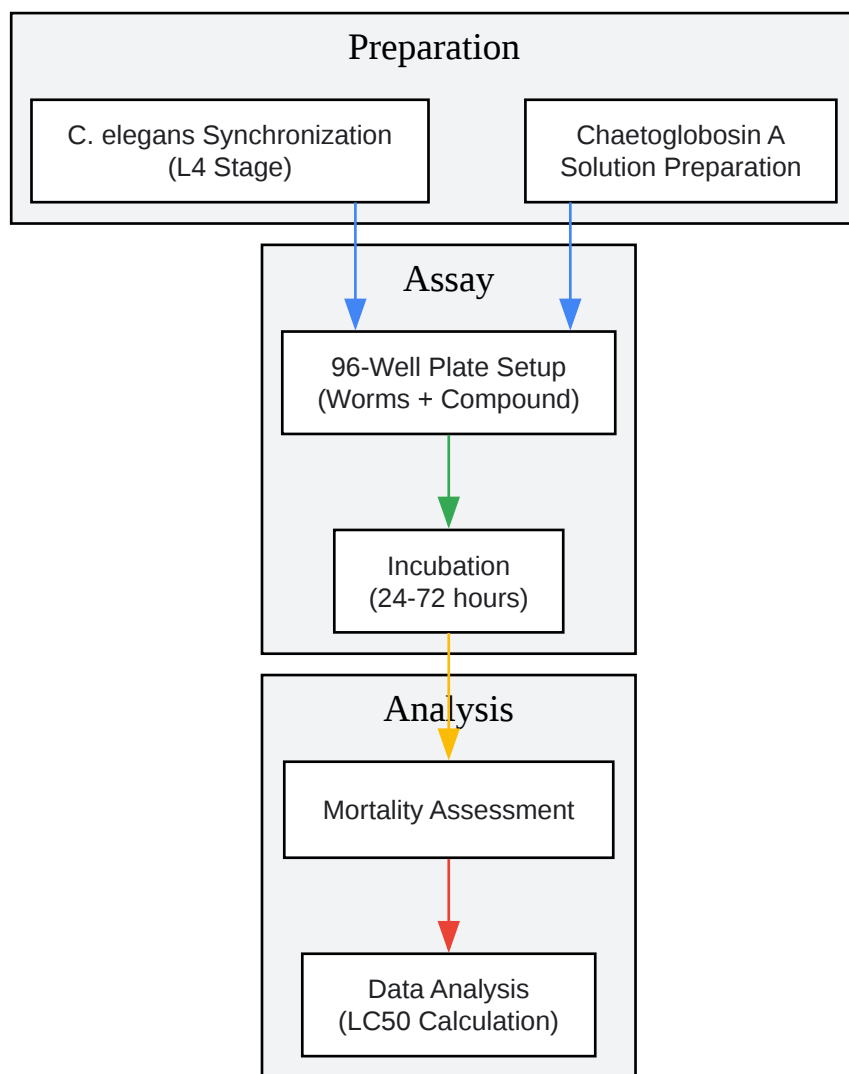 Preparation
C. elegans Synchronization
(L4 Stage)
Chaetoglobosin A
Solution Preparation
Assay
96-Well Plate Setup
(Worms + Compound)
Incubation
(24-72 hours)
Analysis
Mortality Assessment
Data Analysis
(LC50 Calculation)